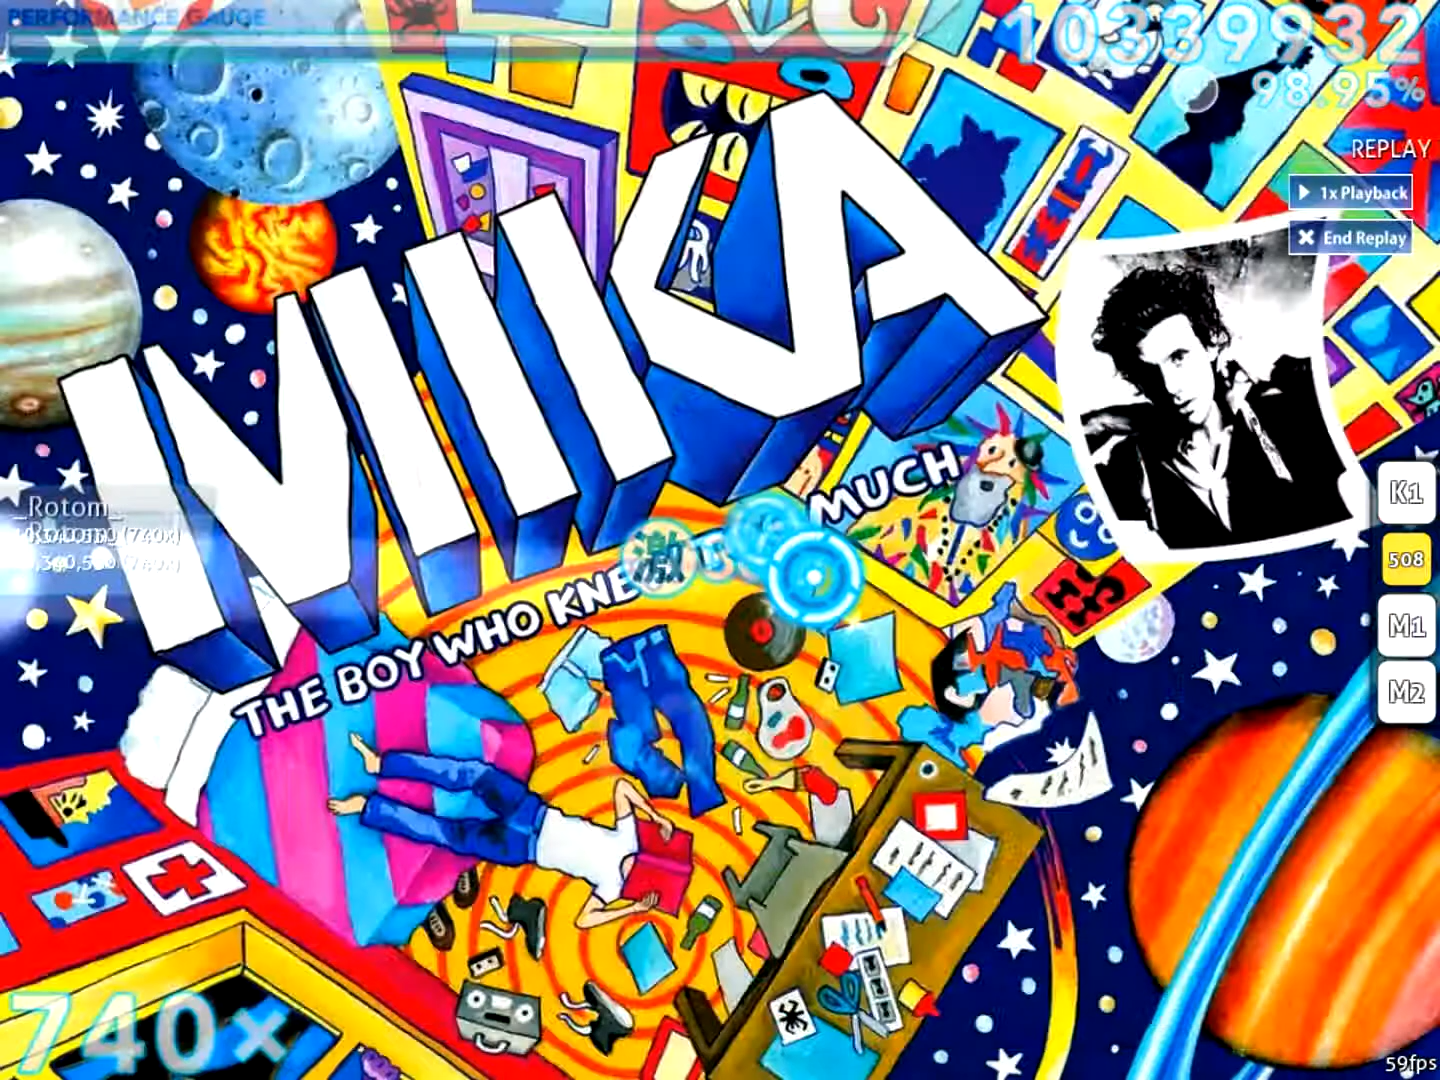 PERFORMANCE GAUGE
10339932
98.95%
REPLAY
1x Playback
End Replay
MIKA
MUCH
THE BOY WHO KNE
激
_Rotom_
K1
508
M1
M2
740x
59fps